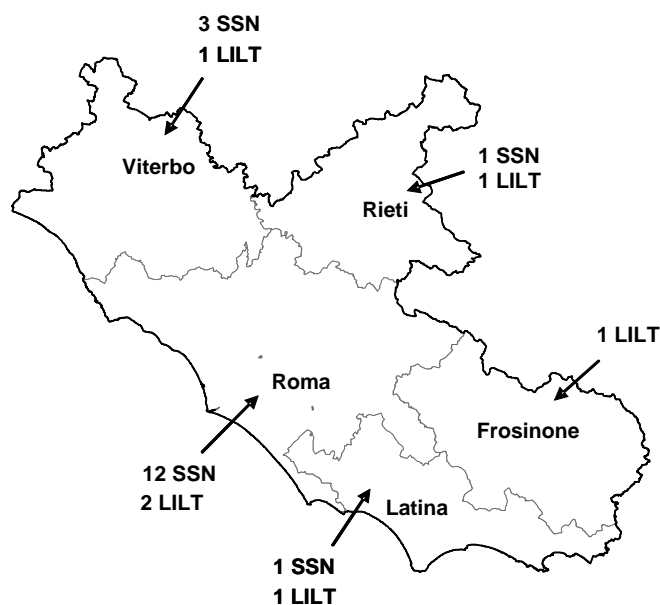 3 SSN
1 LILT
Viterbo
1 SSN
1 LILT
Rieti
1 LILT
Roma
Frosinone
12 SSN
2 LILT
Latina
1 SSN
1 LILT